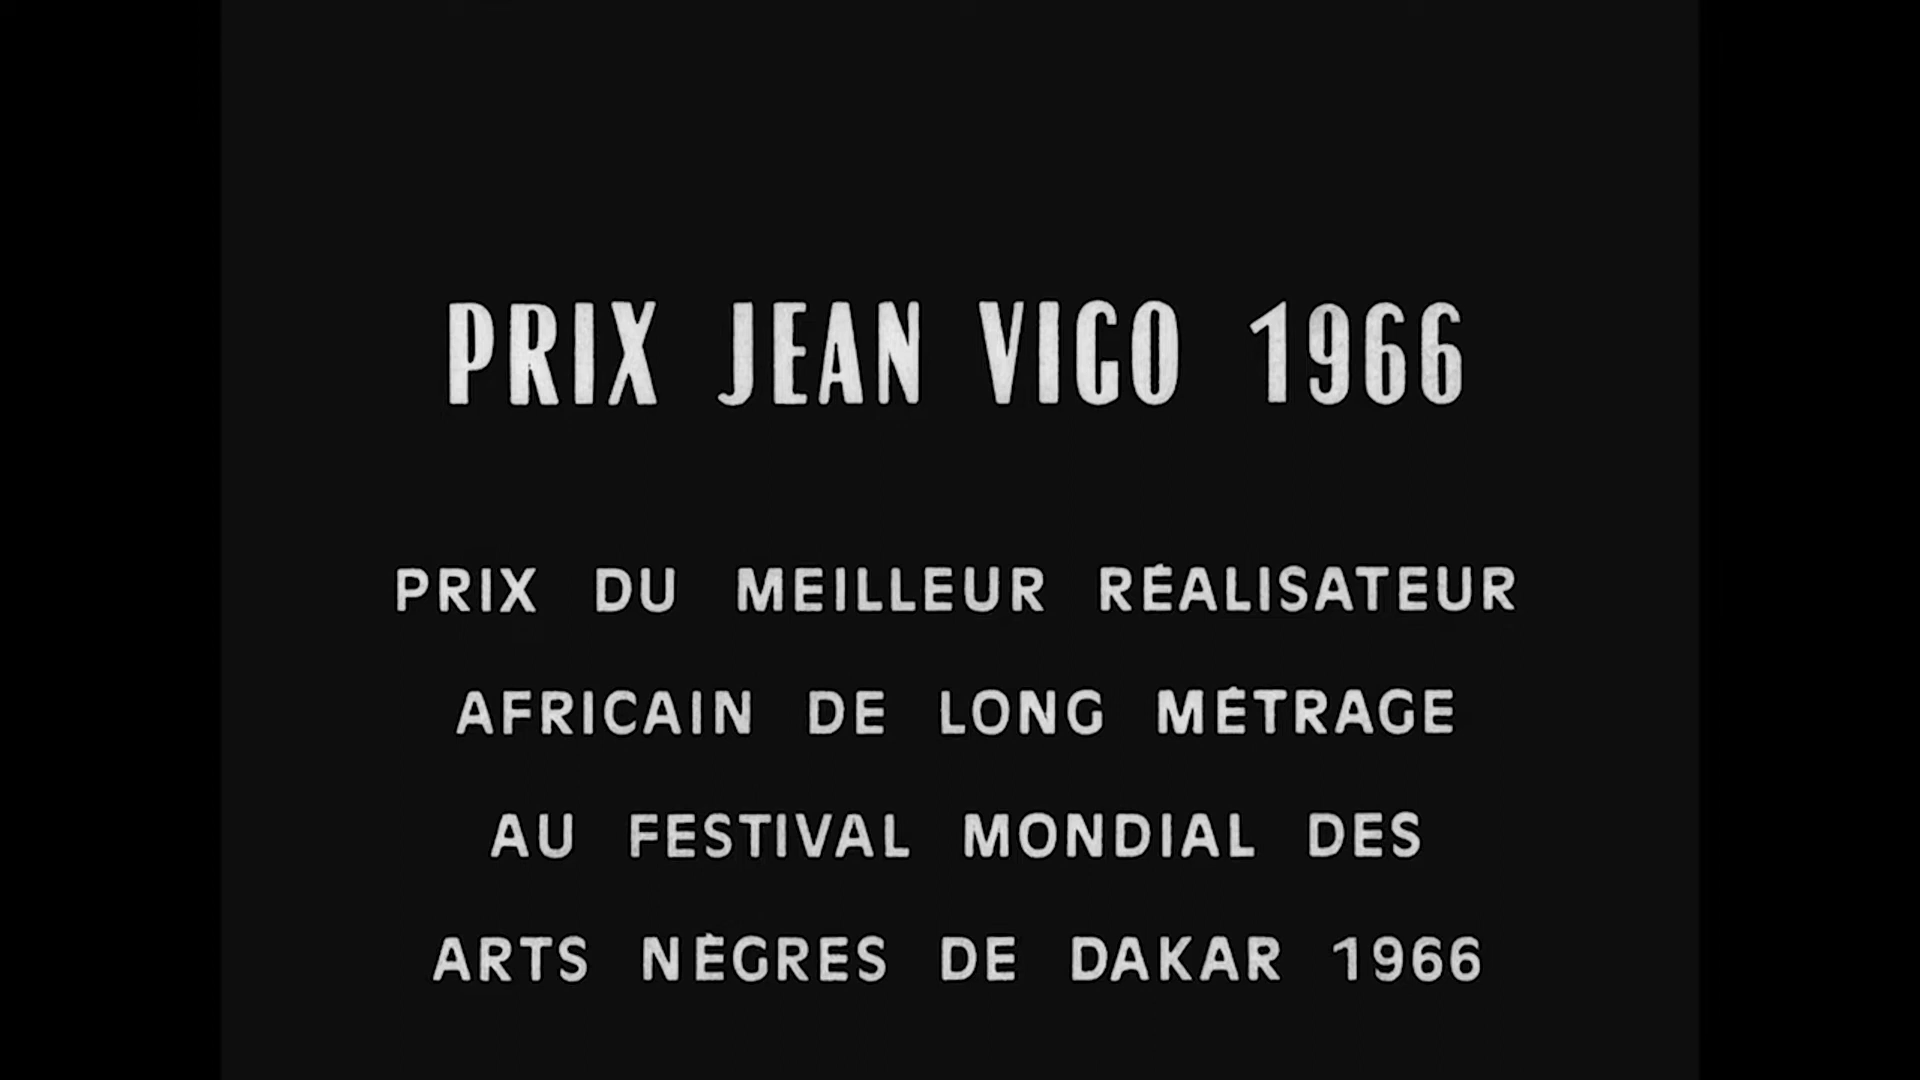 PRIX JEAN VIGO 1966
PRIX DU MEILLEUR RÉALISATEUR
AFRICAIN DE LONG MÉTRAGE
AU FESTIVAL MONDIAL DES
ARTS NÈGRES DE DAKAR 1966